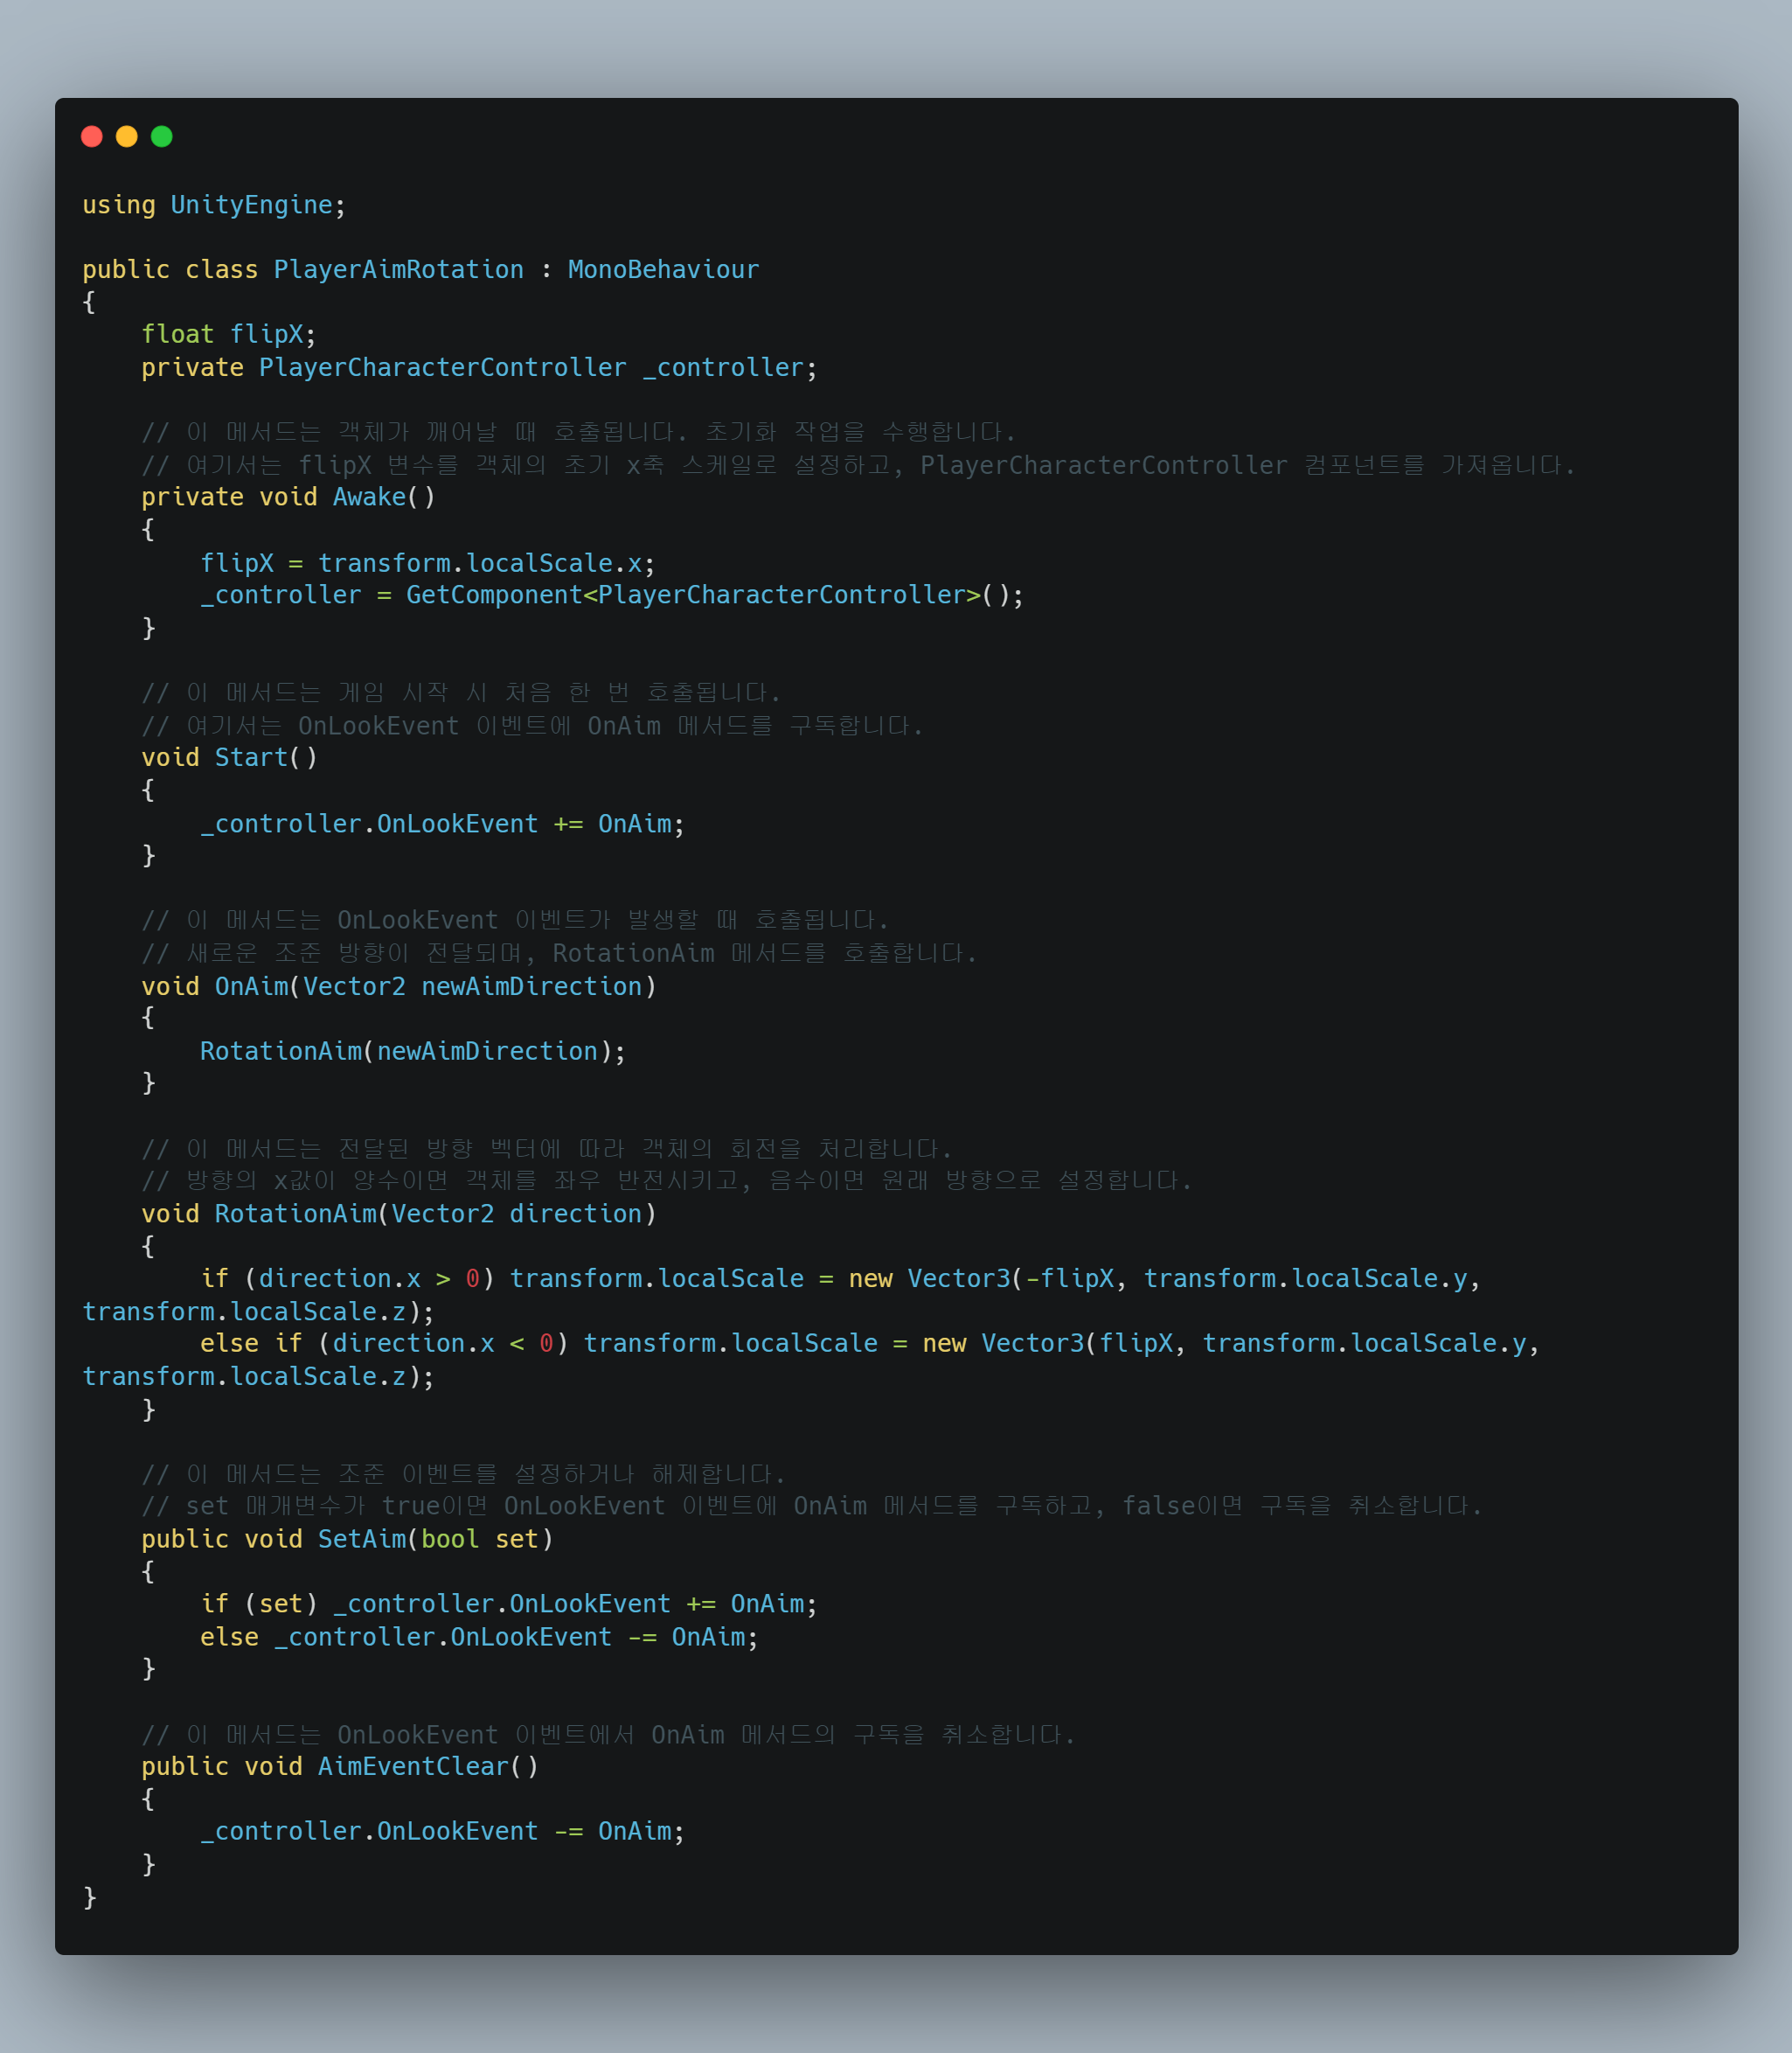 using UnityEngine;

public class PlayerAimRotation : MonoBehaviour
{
    float flipX;
    private PlayerCharacterController _controller;

    // 이 메서드는 객체가 깨어날 때 호출됩니다. 초기화 작업을 수행합니다.
    // 여기서는 flipX 변수를 객체의 초기 x축 스케일로 설정하고, PlayerCharacterController 컴포넌트를 가져옵니다.
    private void Awake()
    {
        flipX = transform.localScale.x;
        _controller = GetComponent<PlayerCharacterController>();
    }

    // 이 메서드는 게임 시작 시 처음 한 번 호출됩니다.
    // 여기서는 OnLookEvent 이벤트에 OnAim 메서드를 구독합니다.
    void Start()
    {
        _controller.OnLookEvent += OnAim;
    }

    // 이 메서드는 OnLookEvent 이벤트가 발생할 때 호출됩니다.
    // 새로운 조준 방향이 전달되며, RotationAim 메서드를 호출합니다.
    void OnAim(Vector2 newAimDirection)
    {
        RotationAim(newAimDirection);
    }

    // 이 메서드는 전달된 방향 벡터에 따라 객체의 회전을 처리합니다.
    // 방향의 x값이 양수이면 객체를 좌우 반전시키고, 음수이면 원래 방향으로 설정합니다.
    void RotationAim(Vector2 direction)
    {
        if (direction.x > 0) transform.localScale = new Vector3(-flipX, transform.localScale.y,
transform.localScale.z);
        else if (direction.x < 0) transform.localScale = new Vector3(flipX, transform.localScale.y,
transform.localScale.z);
    }

    // 이 메서드는 조준 이벤트를 설정하거나 해제합니다.
    // set 매개변수가 true이면 OnLookEvent 이벤트에 OnAim 메서드를 구독하고, false이면 구독을 취소합니다.
    public void SetAim(bool set)
    {
        if (set) _controller.OnLookEvent += OnAim;
        else _controller.OnLookEvent -= OnAim;
    }

    // 이 메서드는 OnLookEvent 이벤트에서 OnAim 메서드의 구독을 취소합니다.
    public void AimEventClear()
    {
        _controller.OnLookEvent -= OnAim;
    }
}